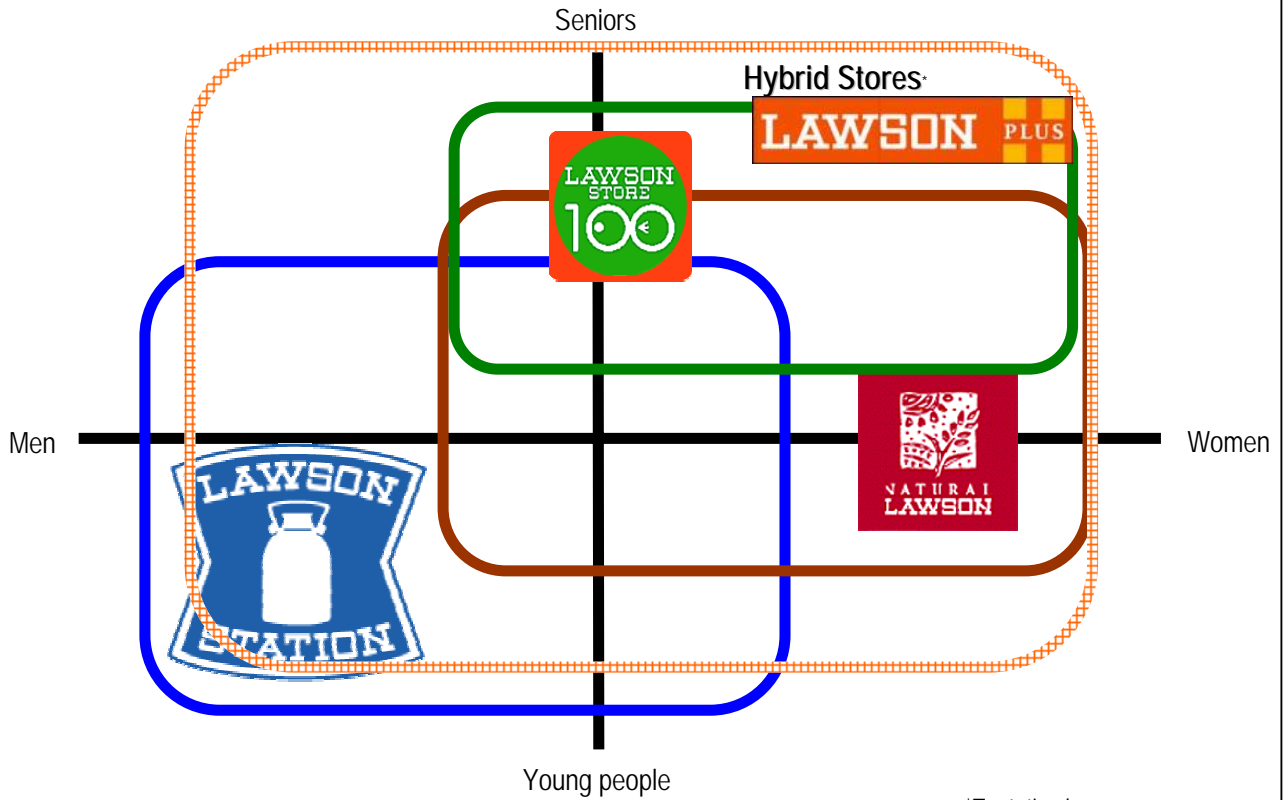 Seniors
Hybrid Stores*
LAWSON PLUS
LAWSON
STORE
100
Men
Women
NATURAL
LAWSON
LAWSON
STATION
Young people